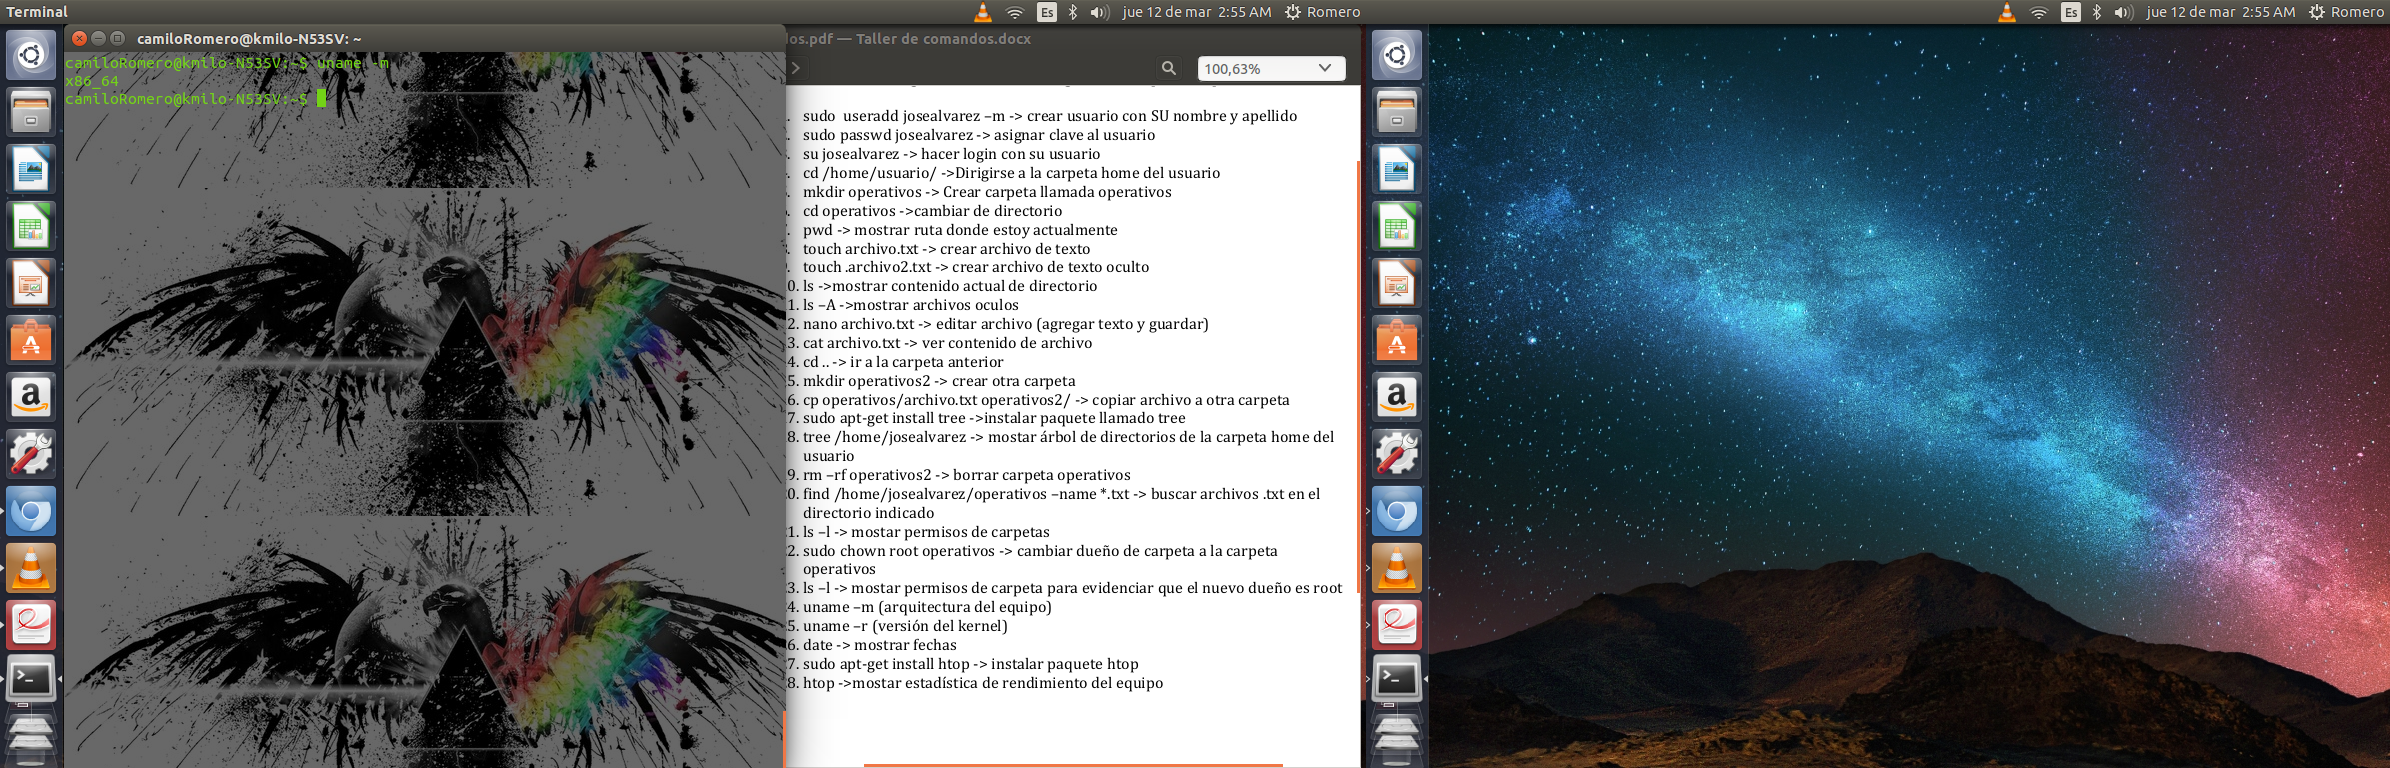 Terminal
Es jue 12 de mar 2:55 AM Romero
Es jue 12 de mar 2:55 AM Romero
camiloRomero@kmilo-N53SV: ~
camiloRomero@kmilo-N53SV:~$ uname -m
x86_64
camiloRomero@kmilo-N53SV:~$
os.pdf — Taller de comandos.docx
100,63%
. sudo  useradd josealvarez –m -> crear usuario con SU nombre y apellido
. sudo passwd josealvarez -> asignar clave al usuario
. su josealvarez -> hacer login con su usuario
. cd /home/usuario/ ->Dirigirse a la carpeta home del usuario
. mkdir operativos -> Crear carpeta llamada operativos
. cd operativos ->cambiar de directorio
. pwd -> mostrar ruta donde estoy actualmente
. touch archivo.txt -> crear archivo de texto
. touch .archivo2.txt -> crear archivo de texto oculto
0. ls ->mostrar contenido actual de directorio
1. ls –A ->mostrar archivos oculos
2. nano archivo.txt -> editar archivo (agregar texto y guardar)
3. cat archivo.txt -> ver contenido de archivo
4. cd .. -> ir a la carpeta anterior
5. mkdir operativos2 -> crear otra carpeta
6. cp operativos/archivo.txt operativos2/ -> copiar archivo a otra carpeta
7. sudo apt-get install tree ->instalar paquete llamado tree
8. tree /home/josealvarez -> mostar árbol de directorios de la carpeta home del
usuario
9. rm –rf operativos2 -> borrar carpeta operativos
0. find /home/josealvarez/operativos –name *.txt -> buscar archivos .txt en el
directorio indicado
1. ls –l -> mostar permisos de carpetas
2. sudo chown root operativos -> cambiar dueño de carpeta a la carpeta
operativos
3. ls –l -> mostar permisos de carpeta para evidenciar que el nuevo dueño es root
4. uname –m (arquitectura del equipo)
5. uname –r (versión del kernel)
6. date -> mostrar fechas
7. sudo apt-get install htop -> instalar paquete htop
8. htop ->mostar estadística de rendimiento del equipo